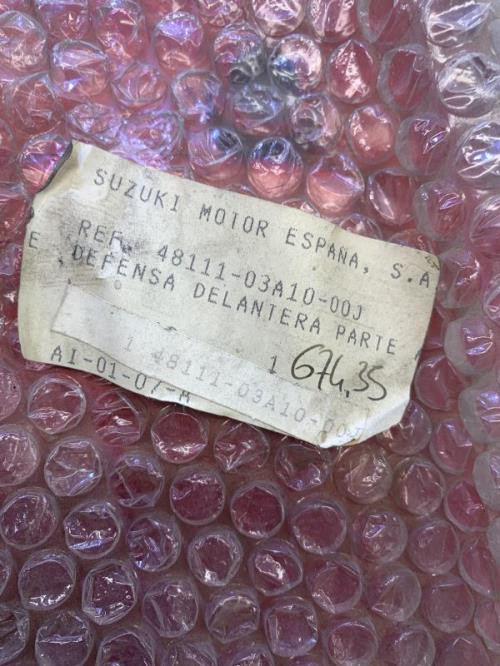 SUZUKI MOTOR ESPAÑA, S.A
REF. 48111-03A10-00J
E DEFENSA DELANTERA PARTE
1 674,35
1 48111-03A10-00J
AI-01-07-A